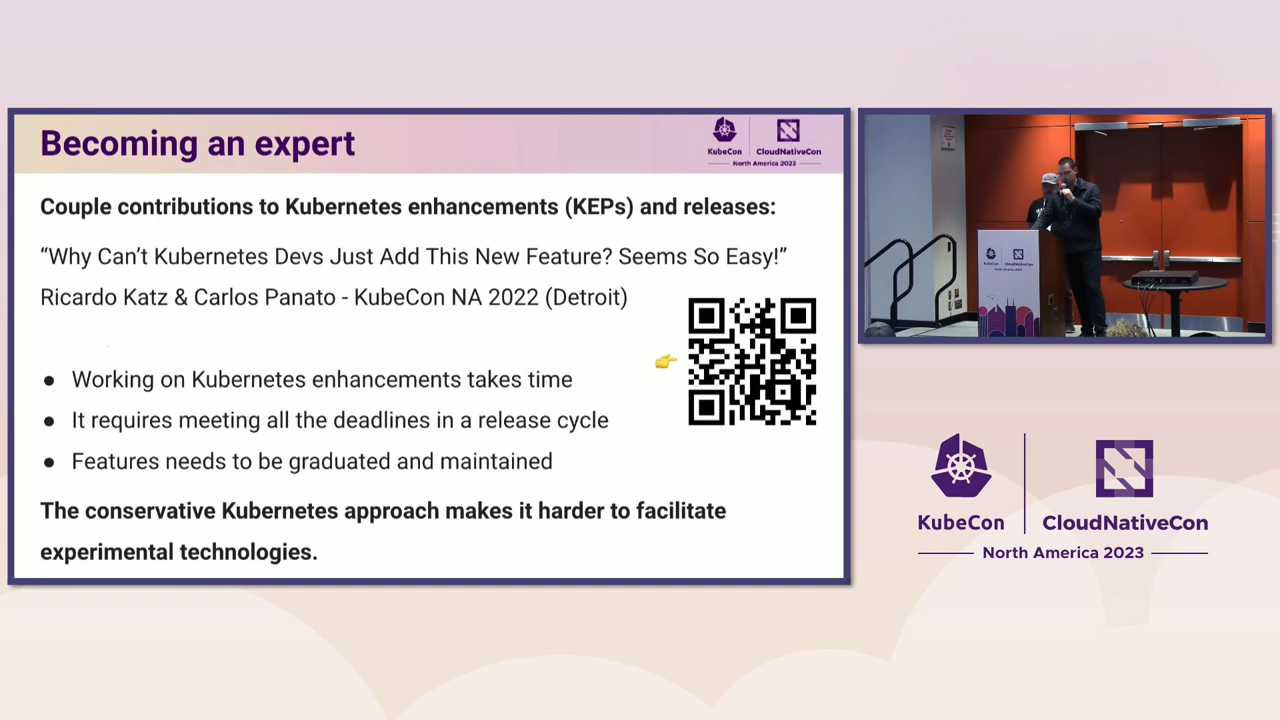 Becoming an expert
KubeCon
CloudNativeCon
North America 2023
Couple contributions to Kubernetes enhancements (KEPs) and releases:
“Why Can’t Kubernetes Devs Just Add This New Feature? Seems So Easy!”
Ricardo Katz & Carlos Panato - KubeCon NA 2022 (Detroit)
● Working on Kubernetes enhancements takes time
● It requires meeting all the deadlines in a release cycle
● Features needs to be graduated and maintained
The conservative Kubernetes approach makes it harder to facilitate
experimental technologies.
KubeCon
CloudNativeCon
KubeCon
CloudNativeCon
North America 2023